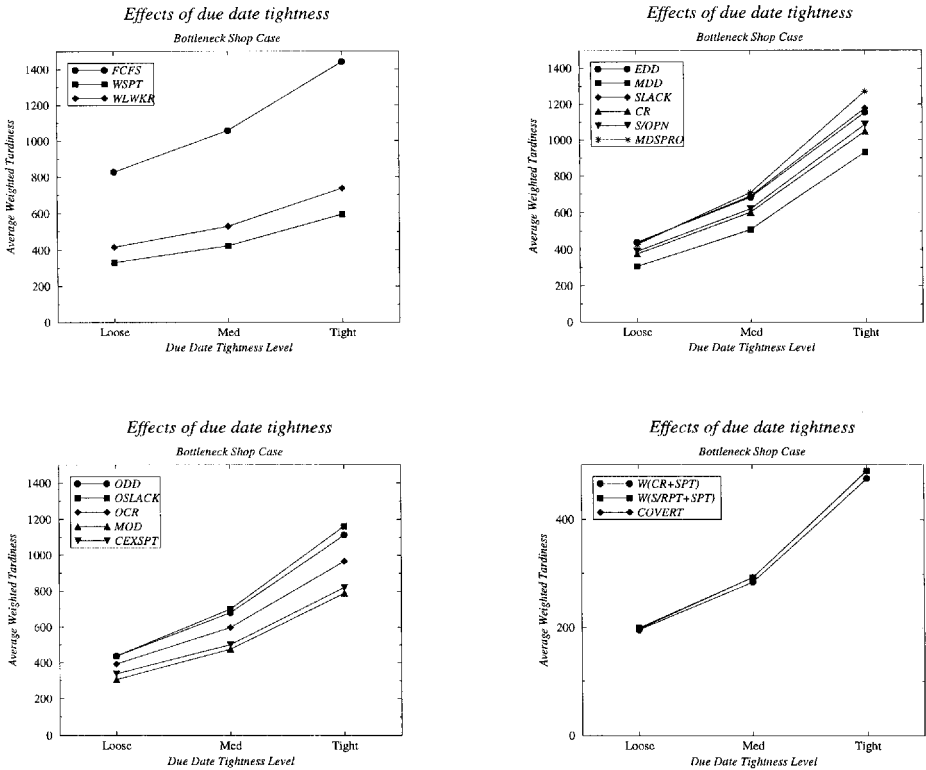 Effects of due date tightness
Bottleneck Shop Case
1400
1200
1000
800
600
400
200
0
FCFS
WSPT
WLWKR
Average Weighted Tardiness
Loose Med Tight
Due Date Tightness Level
Effects of due date tightness
Bottleneck Shop Case
1400
1200
1000
800
600
400
200
0
EDD
MDD
SLACK
CR
S/OPN
MDSPRO
Average Weighted Tardiness
Loose Med Tight
Due Date Tightness Level
Effects of due date tightness
Bottleneck Shop Case
1400
1200
1000
800
600
400
200
0
ODD
OSLACK
OCR
MOD
CEXSPT
Average Weighted Tardiness
Loose Med Tight
Due Date Tightness Level
Effects of due date tightness
Bottleneck Shop Case
400
200
0
W(CR+SPT)
W(S/RPT+SPT)
COVERT
Average Weighted Tardiness
Loose Med Tight
Due Date Tightness Level